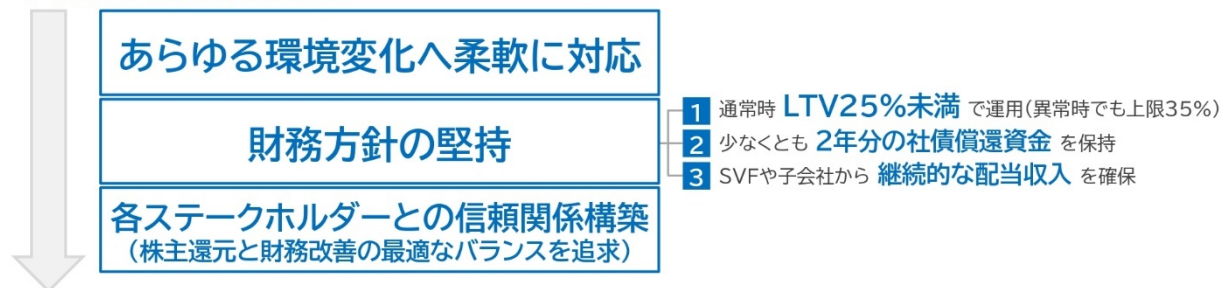 あらゆる環境変化へ柔軟に対応
財務方針の堅持
1 通常時 LTV25%未満 で運用(異常時でも上限35%)
2 少なくとも 2年分の社債償還資金 を保持
3 SVFや子会社から 継続的な配当収入 を確保
各ステークホルダーとの信頼関係構築
(株主還元と財務改善の最適なバランスを追求)